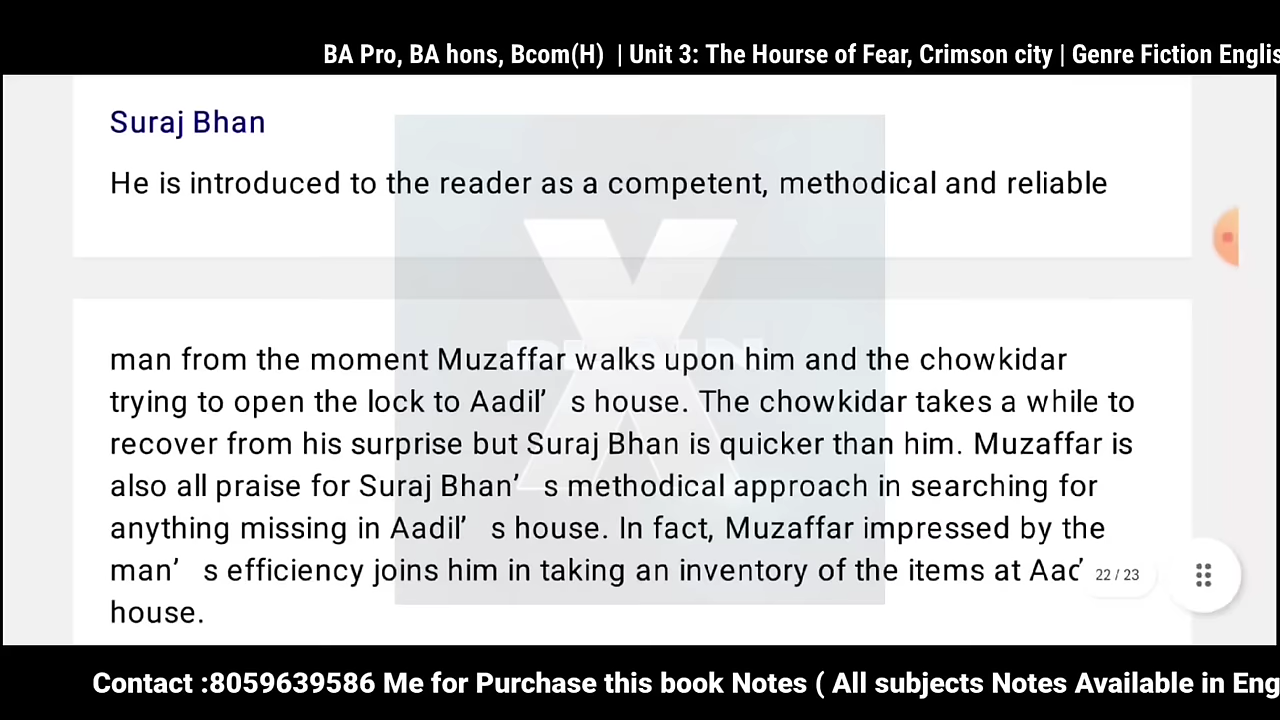 BA Pro, BA hons, Bcom(H) | Unit 3: The Hourse of Fear, Crimson city | Genre Fiction
Suraj Bhan
He is introduced to the reader as a competent, methodical and reliable
man from the moment Muzaffar walks upon him and the chowkidar
trying to open the lock to Aadil’ s house. The chowkidar takes a while to
recover from his surprise but Suraj Bhan is quicker than him. Muzaffar is
also all praise for Suraj Bhan’ s methodical approach in searching for
anything missing in Aadil’ s house. In fact, Muzaffar impressed by the
man’ s efficiency joins him in taking an inventory of the items at
22 / 23
house.
Contact :8059639586 Me for Purchase this book Notes ( All subjects Notes Available in